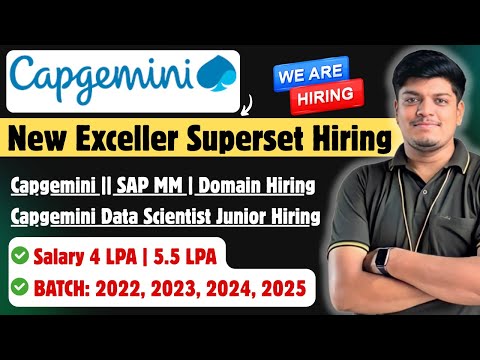 Capgemini
WE ARE
HIRING
New Exceller Superset Hiring
Capgemini || SAP MM | Domain Hiring
Capgemini Data Scientist Junior Hiring
Salary 4 LPA | 5.5 LPA
BATCH: 2022, 2023, 2024, 2025